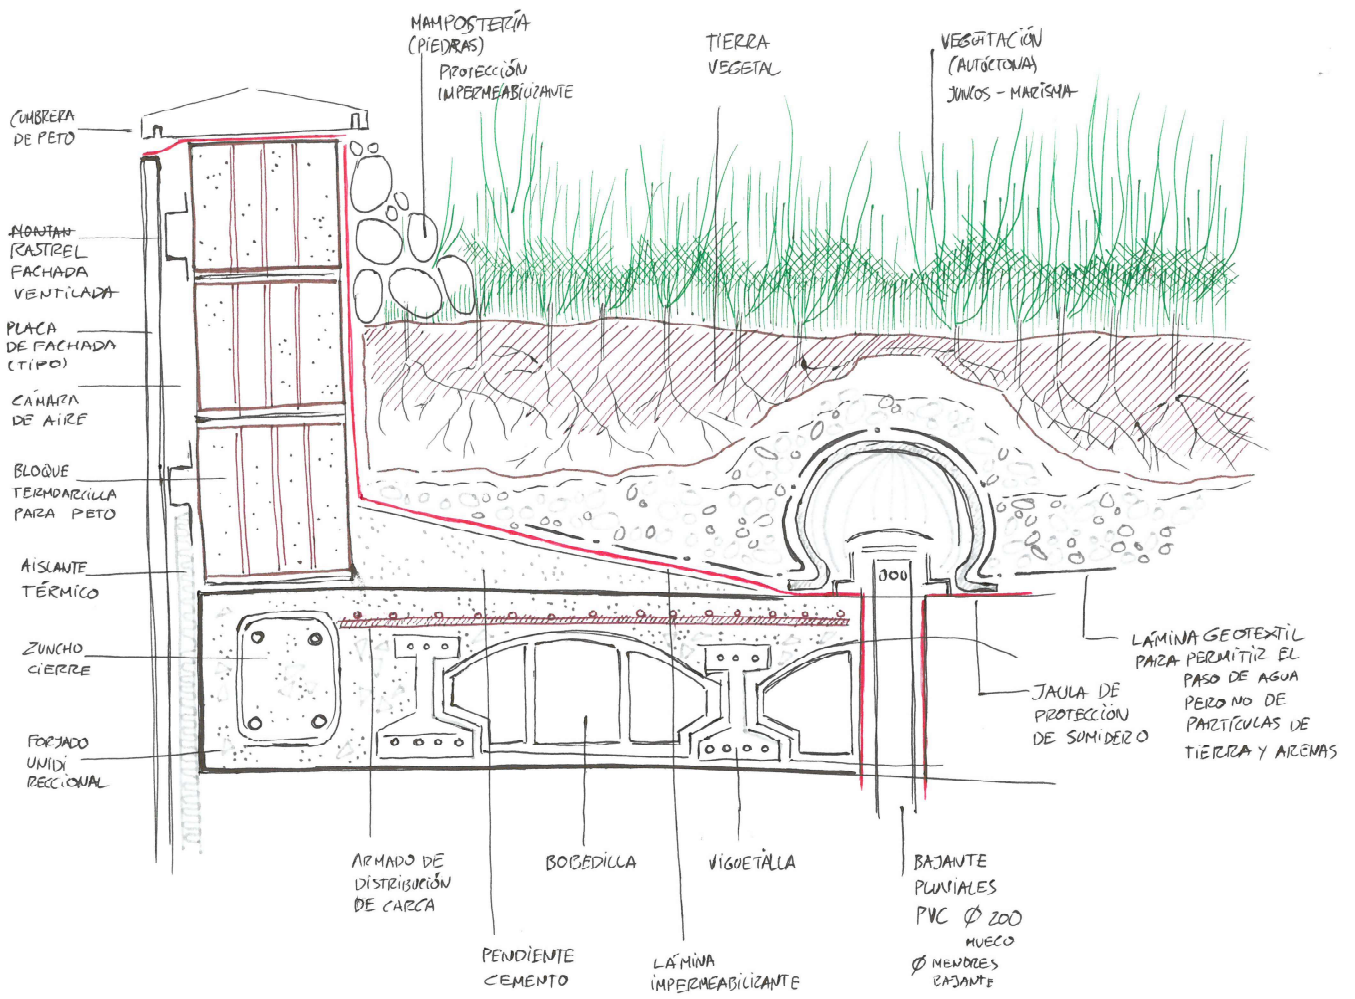 MAMPOSTERÍA
(PIEDRAS)
PROTECCIÓN
IMPERMEABILIZANTE
TIERRA
VEGETAL
VEGETACIÓN
(AUTÓCTONA)
JUNCOS - MARISMA
CUMBRERA
DE PETO
MONTAN
RASTREL
FACHADA
VENTILADA
PLACA
DE FACHADA
(TIPO)
CÁMARA
DE AIRE
BLOQUE
TERMOARCILLA
PARA PETO
AISLANTE
TÉRMICO
ZUNCHO
CIERRE
FORJADO
UNIDI
RECCIONAL
LÁMINA GEOTEXTIL
PARA PERMITIR EL
PASO DE AGUA
PERO NO DE
PARTÍCULAS DE
TIERRA Y ARENAS
JAULA DE
PROTECCIÓN
DE SUMIDERO
ARMADO DE
DISTRIBUCIÓN
DE CARGA
BOBEDILLA
VIGUETILLA
BAJANTE
PLUVIALES
PVC Ø 200
HUECO
Ø MENORES
BAJANTE
PENDIENTE
CEMENTO
LÁMINA
IMPERMEABILIZANTE